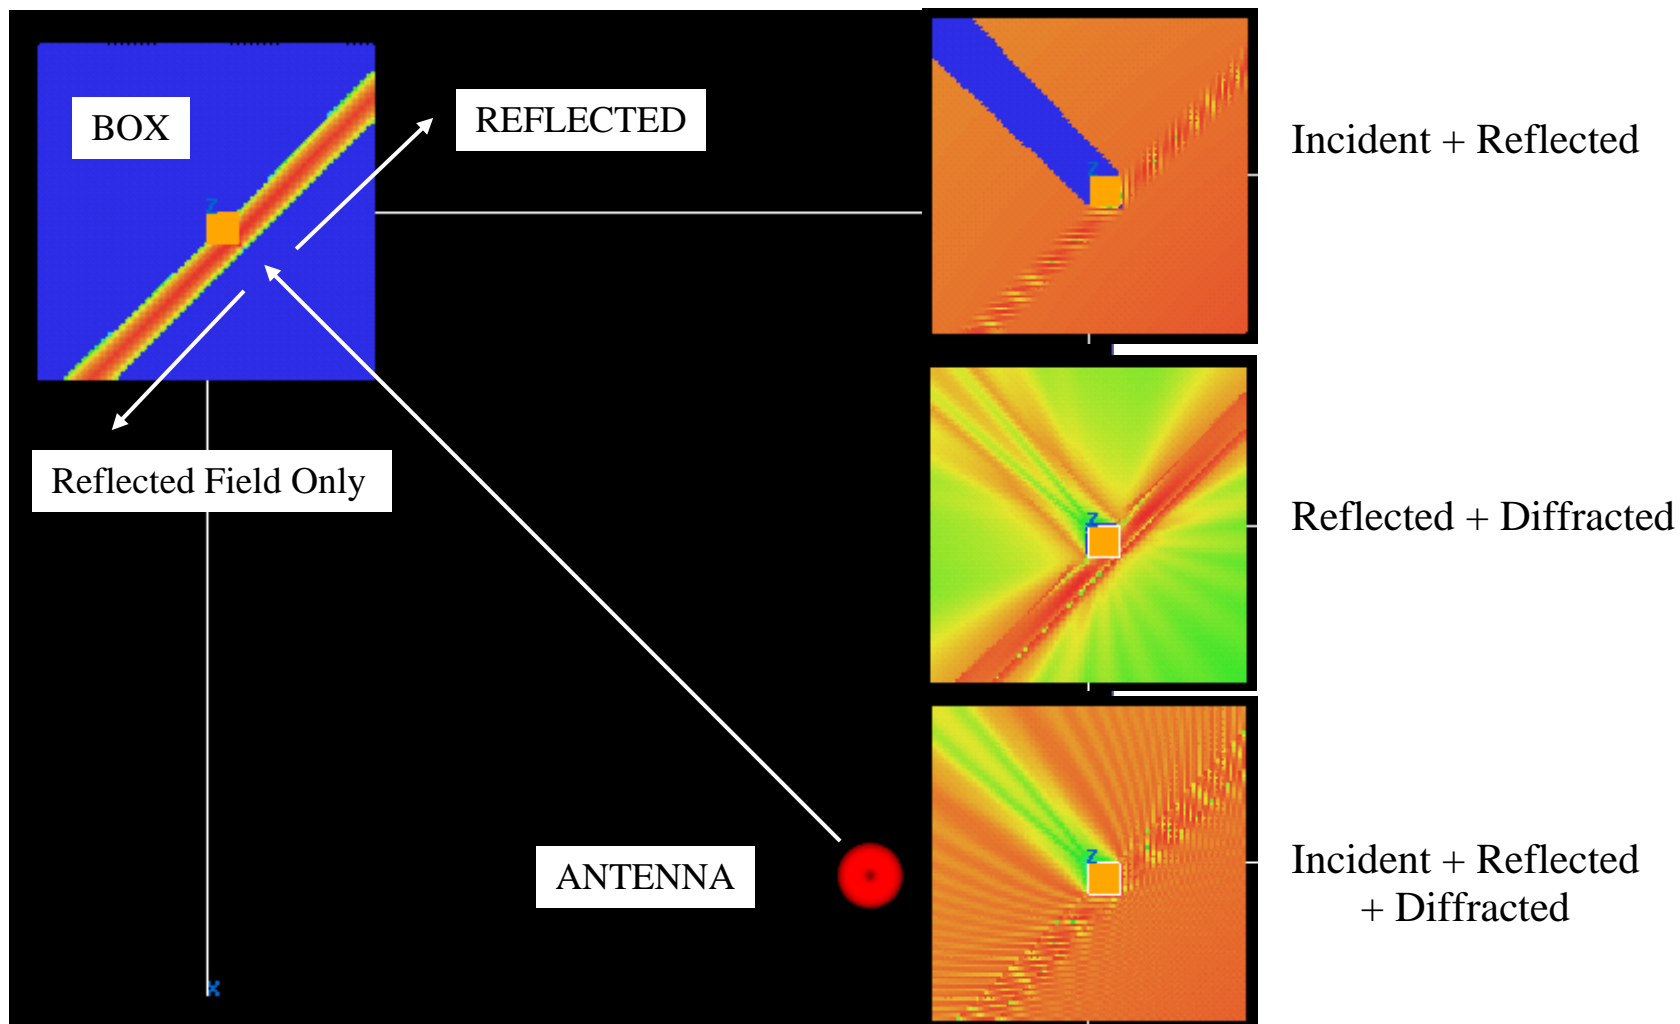 BOX
REFLECTED
Z
Reflected Field Only
ANTENNA
X
Z
Incident + Reflected
Z
Reflected + Diffracted
Z
Incident + Reflected
+ Diffracted